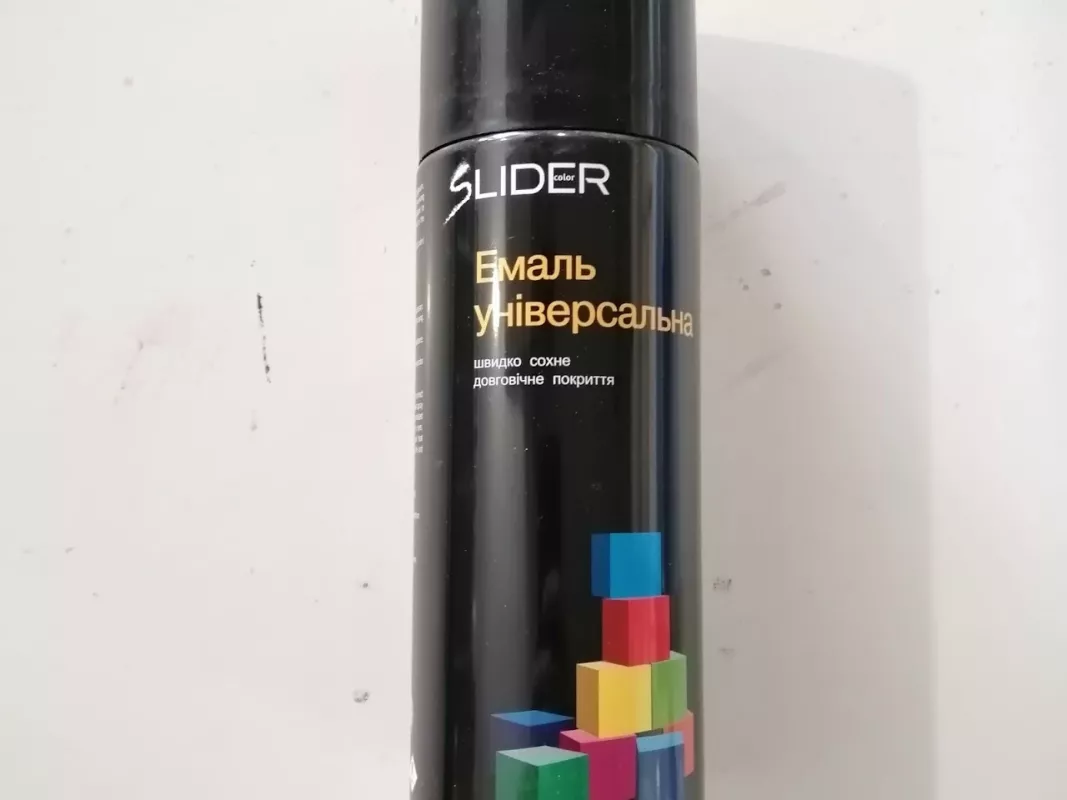 SLIDER
color
Емаль
універсальна
швидко сохне
довговічне покриття